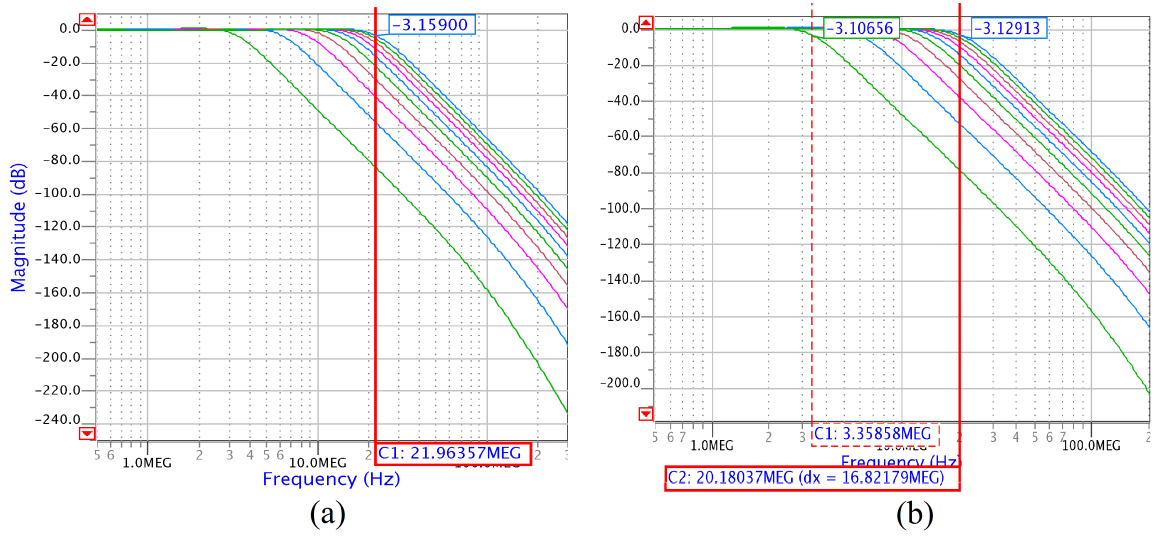 0.0
-20.0
-40.0
-60.0
-80.0
-100.0
-120.0
-140.0
-160.0
-180.0
-200.0
-220.0
-240.0
Magnitude (dB)
-3.15900
5 6 7 1.0MEG 2 3 4 5 6 7 10.0MEG 2 3
C1: 21.96357MEG
Frequency (Hz)
(a)
0.0
-20.0
-40.0
-60.0
-80.0
-100.0
-120.0
-140.0
-160.0
-180.0
-200.0
-3.10656
-3.12913
5 6 7 1.0MEG 2 3 4 5 6 7 100.0MEG 2
C1: 3.35858MEG
Frequency (Hz)
C2: 20.18037MEG (dx = 16.82179MEG)
(b)